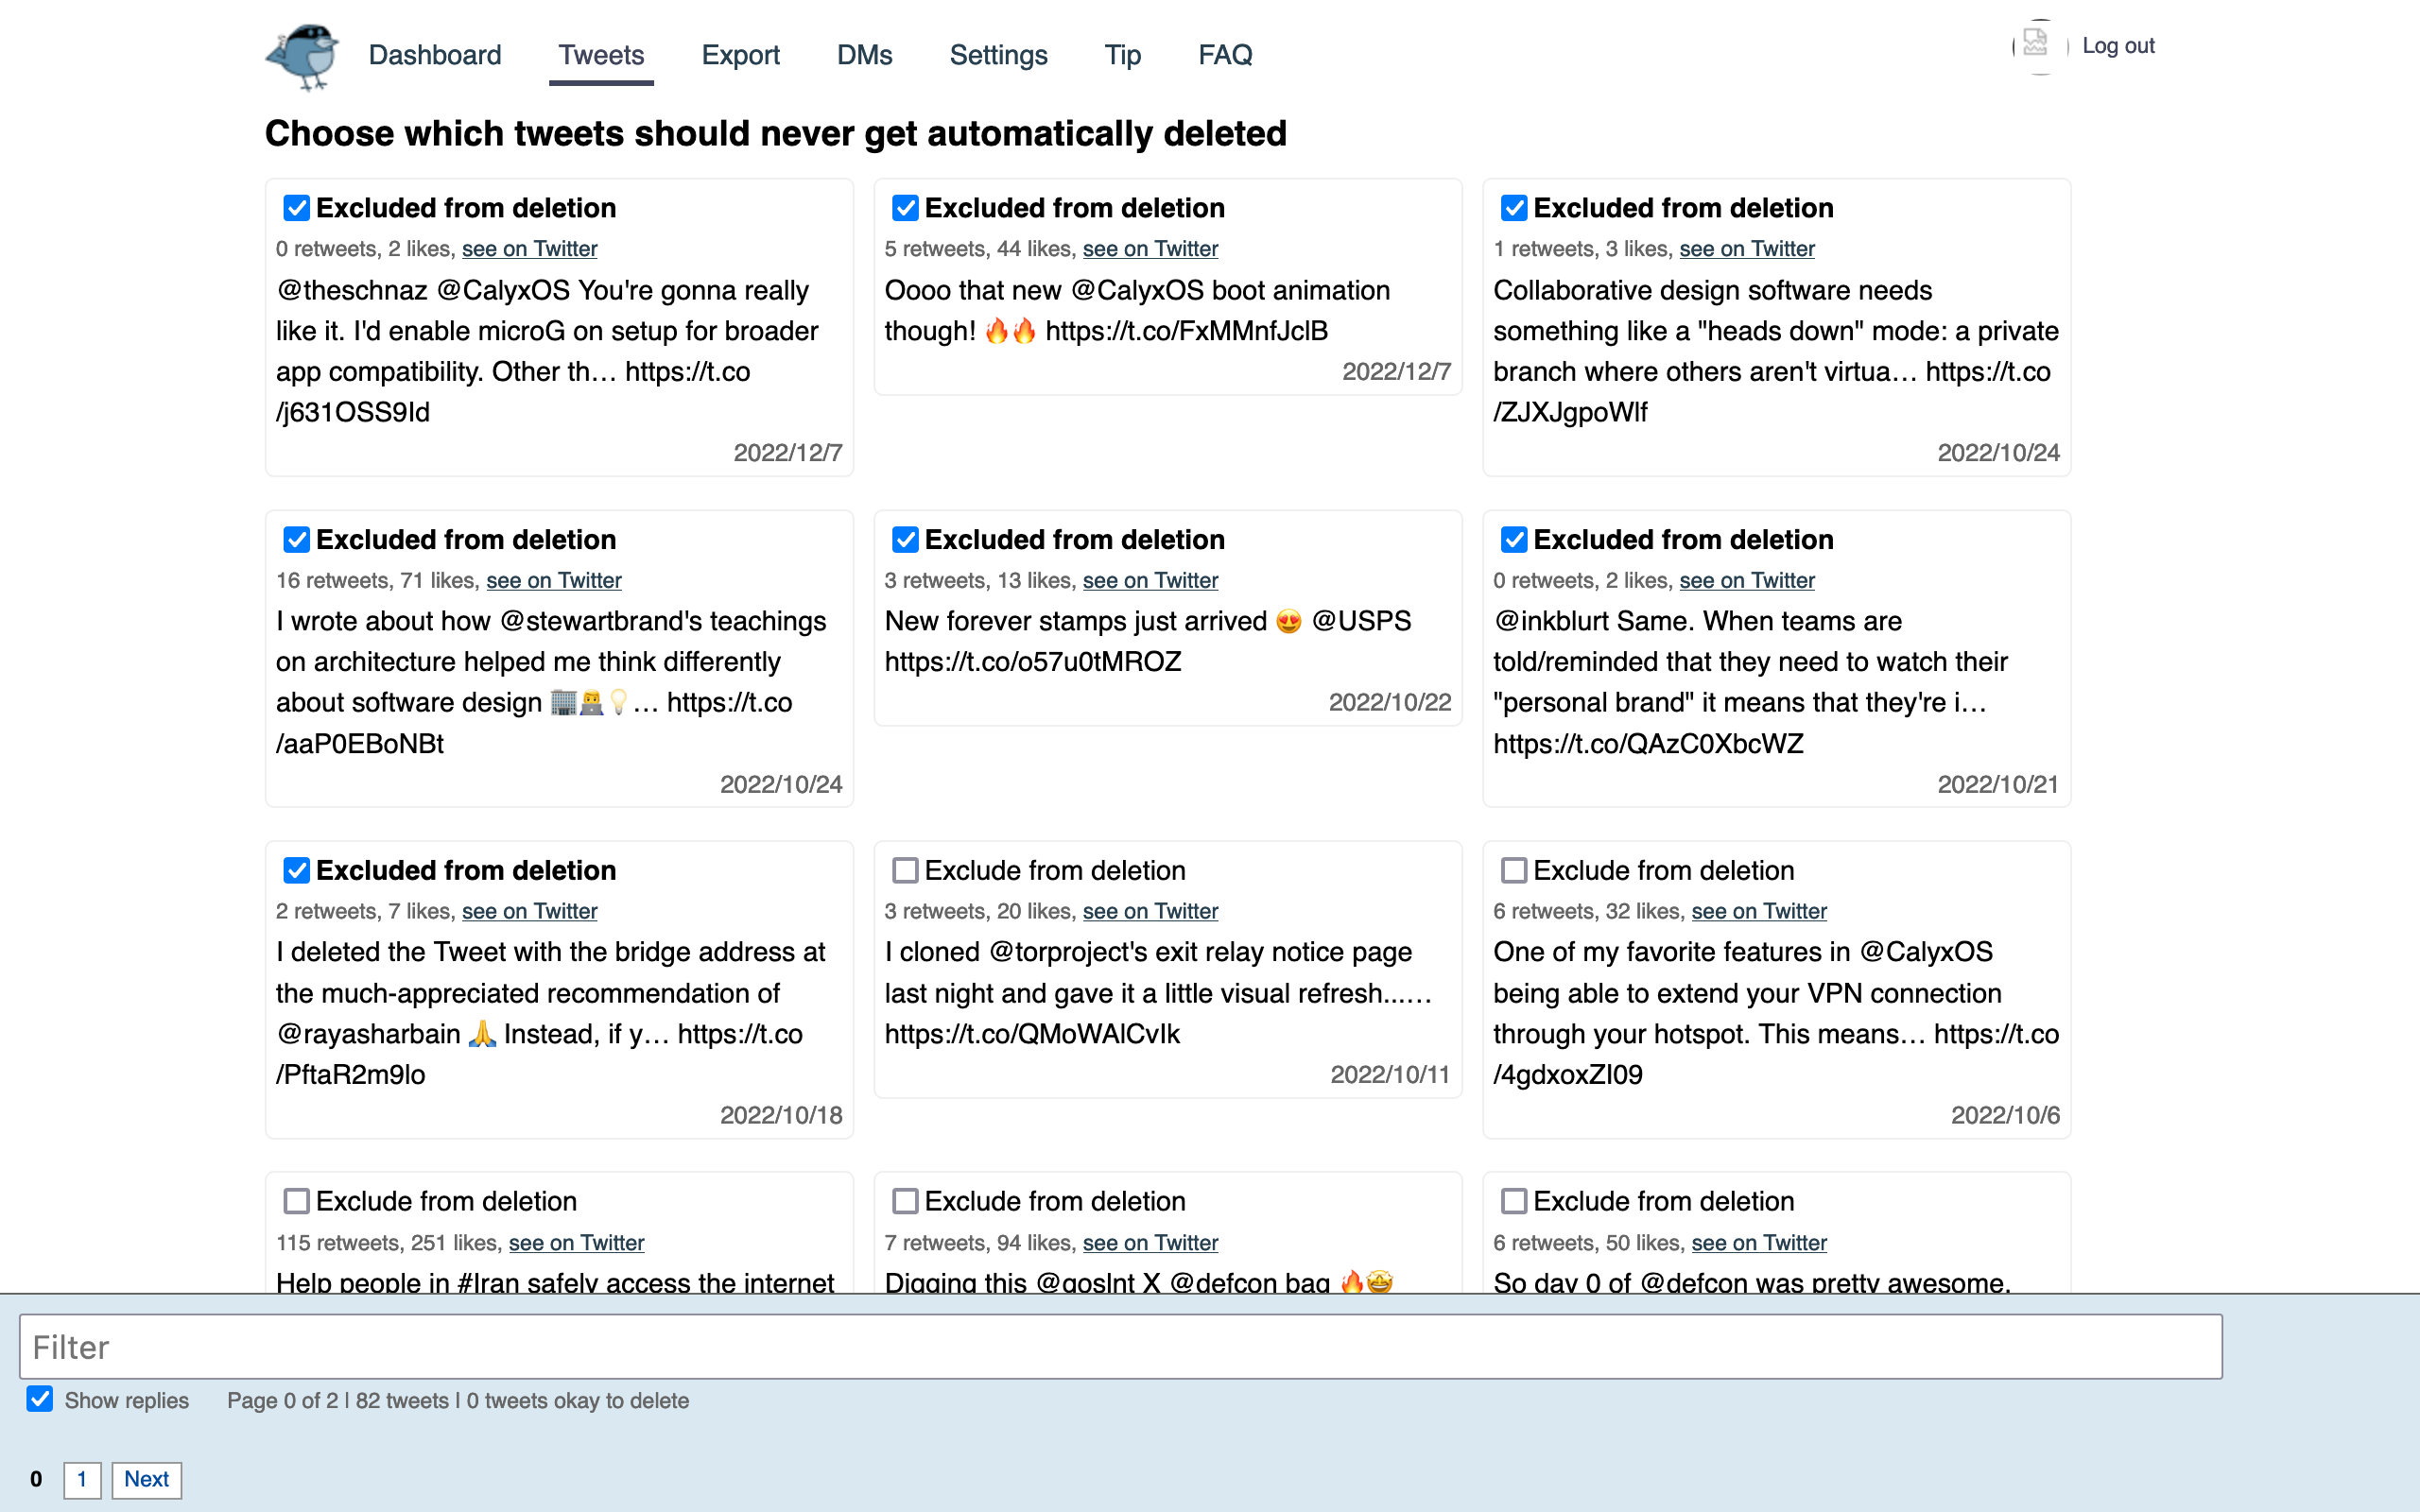 Dashboard Tweets Export DMs Settings Tip FAQ Log out
Choose which tweets should never get automatically deleted
Excluded from deletion
0 retweets, 2 likes, see on Twitter
@theschnaz @CalyxOS You're gonna really
like it. I'd enable microG on setup for broader
app compatibility. Other th… https://t.co
/j631OSS9Id
2022/12/7
Excluded from deletion
5 retweets, 44 likes, see on Twitter
Oooo that new @CalyxOS boot animation
though! 🔥🔥 https://t.co/FxMMnfJclB
2022/12/7
Excluded from deletion
1 retweets, 3 likes, see on Twitter
Collaborative design software needs
something like a "heads down" mode: a private
branch where others aren't virtua… https://t.co
/ZJXJgpoWlf
2022/10/24
Excluded from deletion
16 retweets, 71 likes, see on Twitter
I wrote about how @stewartbrand's teachings
on architecture helped me think differently
about software design 🏢👨‍💻💡… https://t.co
/aaP0EBoNBt
2022/10/24
Excluded from deletion
3 retweets, 13 likes, see on Twitter
New forever stamps just arrived 😍 @USPS
https://t.co/o57u0tMROZ
2022/10/22
Excluded from deletion
0 retweets, 2 likes, see on Twitter
@inkblurt Same. When teams are
told/reminded that they need to watch their
"personal brand" it means that they're i…
https://t.co/QAzC0XbcWZ
2022/10/21
Excluded from deletion
2 retweets, 7 likes, see on Twitter
I deleted the Tweet with the bridge address at
the much-appreciated recommendation of
@rayasharbain 🙏 Instead, if y… https://t.co
/PftaR2m9lo
2022/10/18
Exclude from deletion
3 retweets, 20 likes, see on Twitter
I cloned @torproject's exit relay notice page
last night and gave it a little visual refresh...…
https://t.co/QMoWAlCvIk
2022/10/11
Exclude from deletion
6 retweets, 32 likes, see on Twitter
One of my favorite features in @CalyxOS
being able to extend your VPN connection
through your hotspot. This means… https://t.co
/4gdxoxZI09
2022/10/6
Exclude from deletion
115 retweets, 251 likes, see on Twitter
Help people in #Iran safely access the internet
Exclude from deletion
7 retweets, 94 likes, see on Twitter
Digging this @goslnt X @defcon bag 🔥🤩
Exclude from deletion
6 retweets, 50 likes, see on Twitter
So day 0 of @defcon was pretty awesome.
Filter
Show replies Page 0 of 2 | 82 tweets | 0 tweets okay to delete
0 1 Next